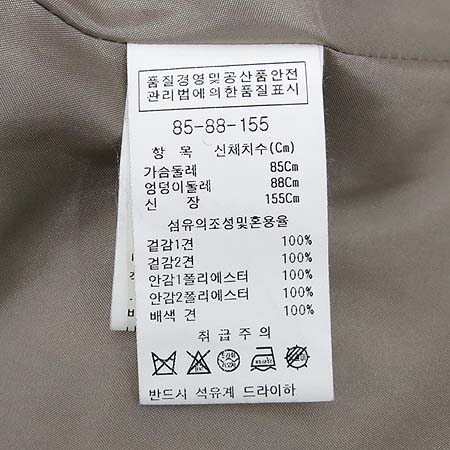 품질경영및공산품안전
관리법에의한품질표시
85-88-155
항 목 신체치수(Cm)
가슴둘레 85Cm
엉덩이둘레 88Cm
신 장 155Cm
섬유의조성및혼용율
겉감1견 100%
겉감2견 100%
안감1폴리에스터 100%
안감2폴리에스터 100%
배색 견 100%
취급주의
반드시 석유계 드라이하